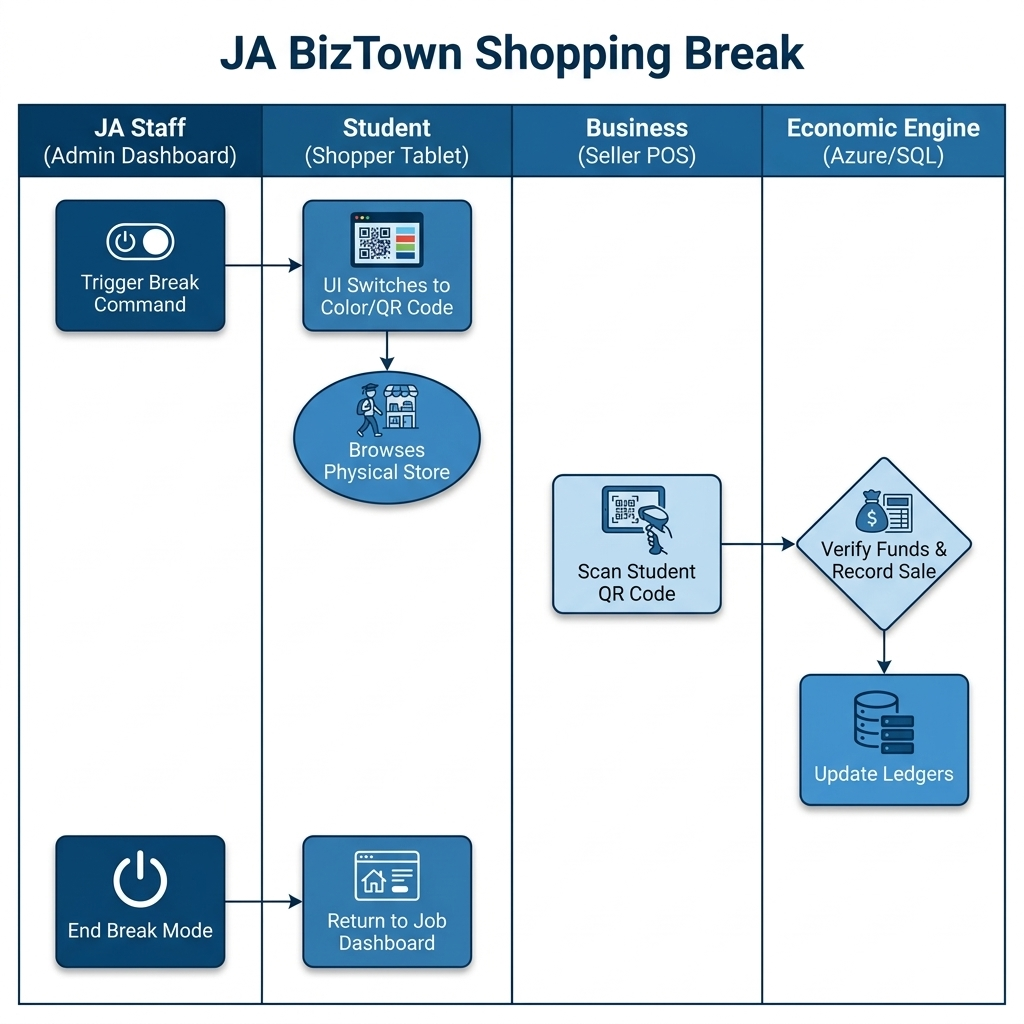 JA BizTown Shopping Break
JA Staff
(Admin Dashboard)
Student
(Shopper Tablet)
Business
(Seller POS)
Economic Engine
(Azure/SQL)
Trigger Break
Command
UI Switches to
Color/QR Code
Browses
Physical Store
Scan Student
QR Code
$
Verify Funds &
Record Sale
Update Ledgers
End Break Mode
Return to Job
Dashboard